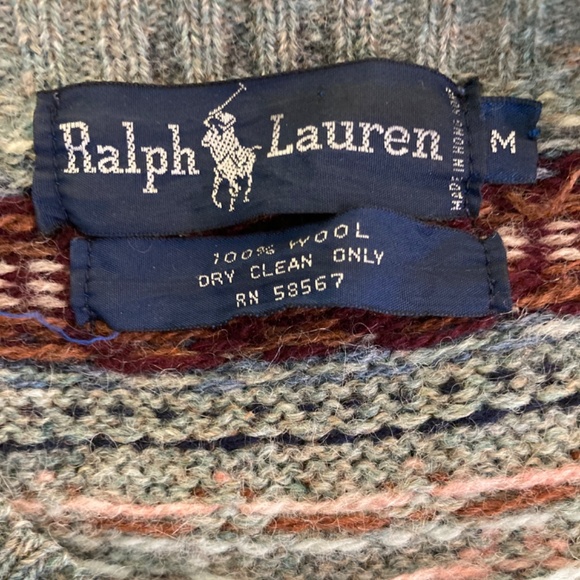 Ralph Lauren
MADE IN HONG KONG
M
100% WOOL
DRY CLEAN ONLY
RN 58567